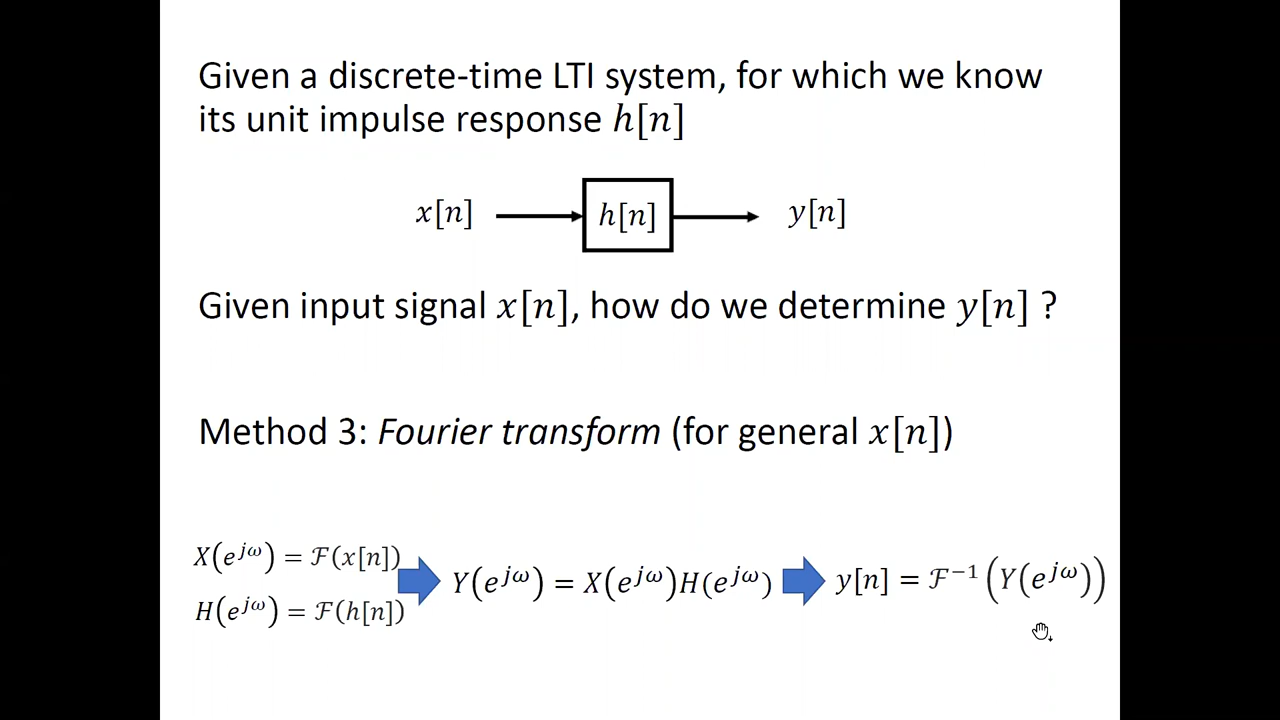 Given a discrete-time LTI system, for which we know
its unit impulse response h[n]
x[n] h[n] y[n]
Given input signal x[n], how do we determine y[n] ?
Method 3: Fourier transform (for general x[n])
X(e^{jω}) = ℱ(x[n])
H(e^{jω}) = ℱ(h[n])
Y(e^{jω}) = X(e^{jω})H(e^{jω})
y[n] = ℱ^{−1}(Y(e^{jω}))